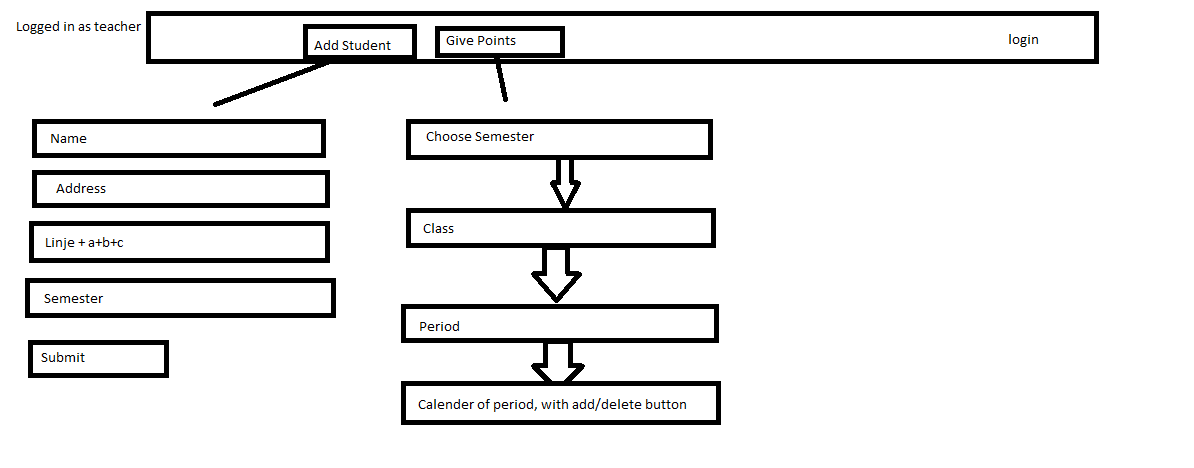 Logged in as teacher
Add Student
Give Points
login
Name
Address
Linje + a+b+c
Semester
Submit
Choose Semester
Class
Period
Calender of period, with add/delete button